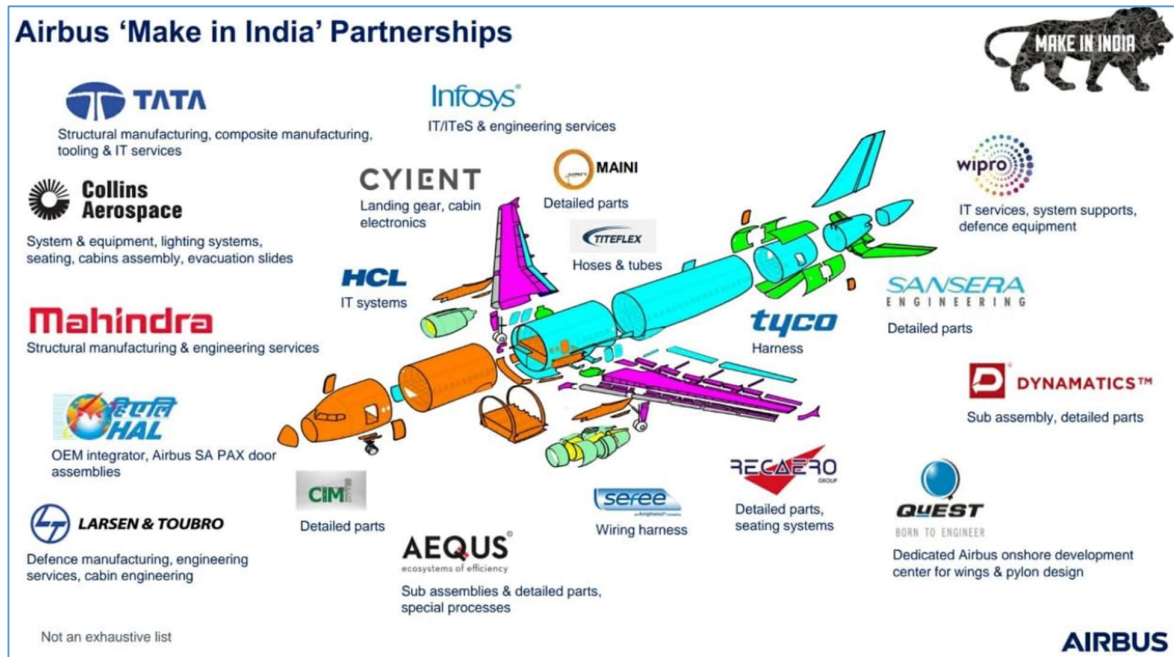 Airbus ‘Make in India’ Partnerships
MAKE IN INDIA
TATA
Structural manufacturing, composite manufacturing,
tooling & IT services
Infosys®
IT/ITeS & engineering services
Collins
Aerospace
System & equipment, lighting systems,
seating, cabins assembly, evacuation slides
CYIENT
Landing gear, cabin
electronics
MAINI
Detailed parts
TITEFLEX
Hoses & tubes
wipro
IT services, system supports,
defence equipment
HCL
IT systems
SANSERA
ENGINEERING
Detailed parts
Mahindra
Structural manufacturing & engineering services
tyco
Harness
DYNAMATICS™
Sub assembly, detailed parts
हिएलि
HAL
OEM integrator, Airbus SA PAX door
assemblies
CIM
Detailed parts
sefee
Wiring harness
RECAERO
GROUP
Detailed parts,
seating systems
QuEST
BORN TO ENGINEER
Dedicated Airbus onshore development
center for wings & pylon design
LARSEN & TOUBRO
Defence manufacturing, engineering
services, cabin engineering
AEQUS
ecosystems of efficiency
Sub assemblies & detailed parts,
special processes
Not an exhaustive list
AIRBUS